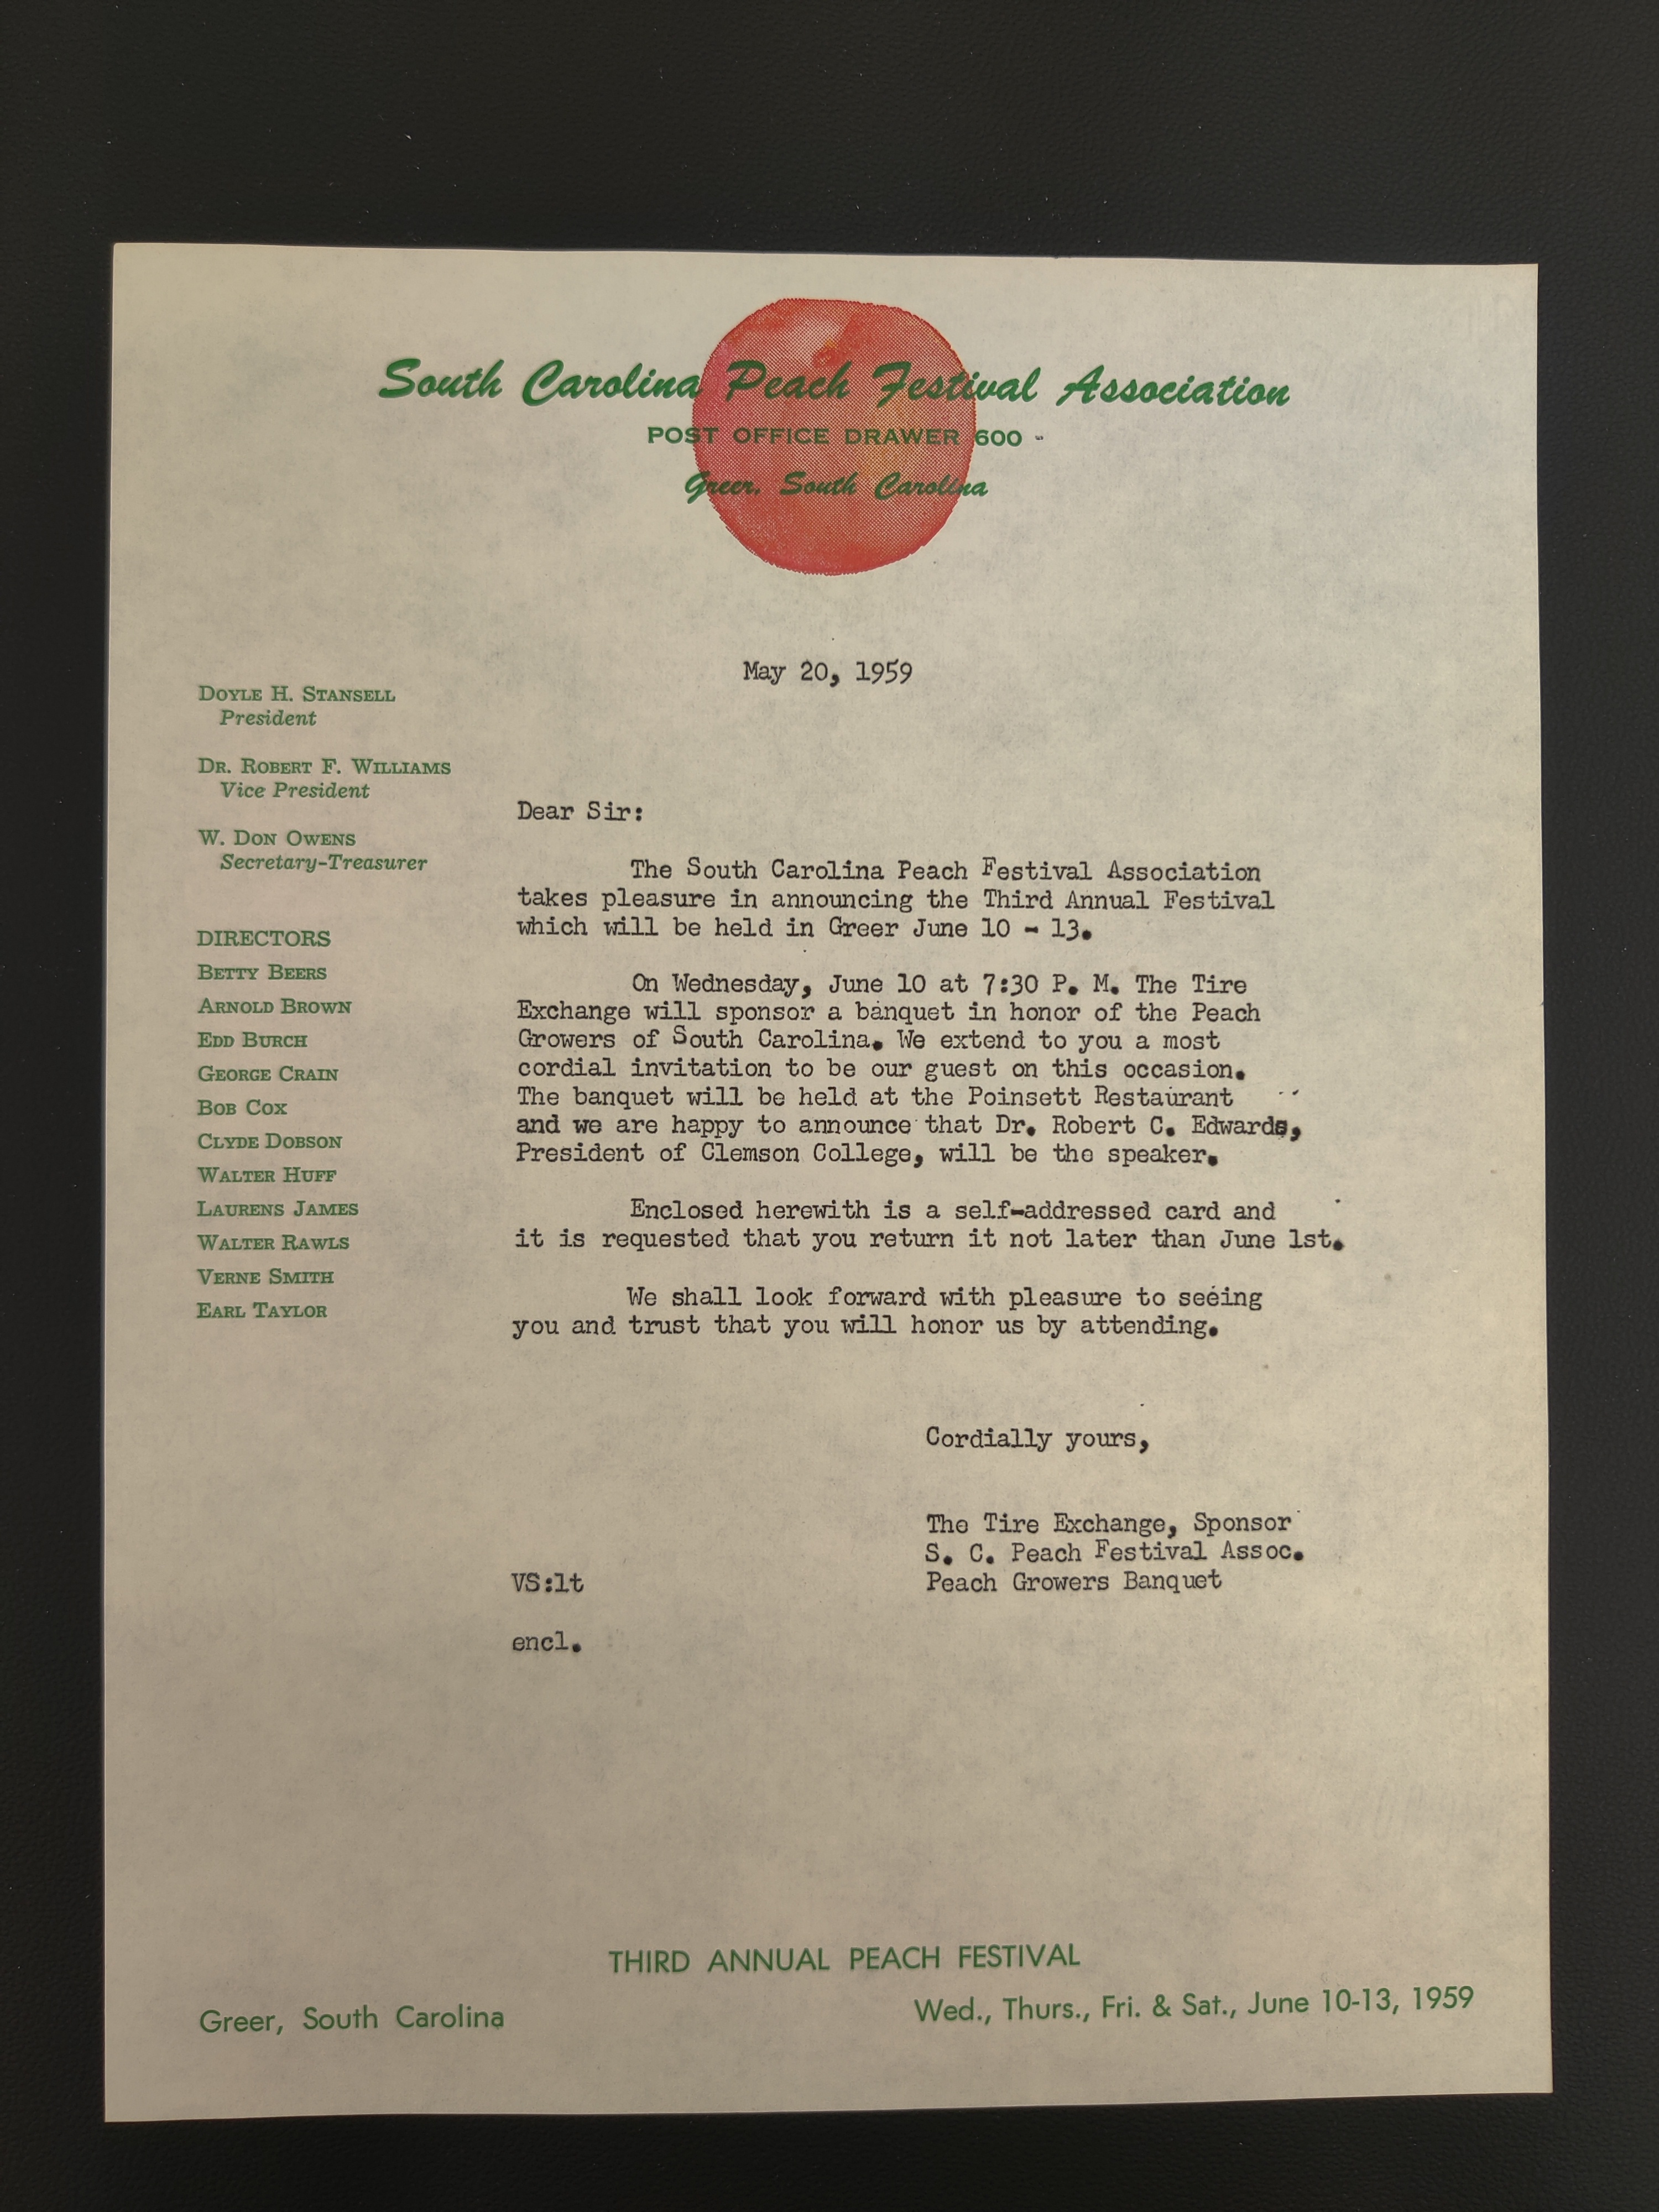 South Carolina Peach Festival Association
POST OFFICE DRAWER 600
Greer, South Carolina
May 20, 1959
DOYLE H. STANSELL
President
DR. ROBERT F. WILLIAMS
Vice President
W. DON OWENS
Secretary-Treasurer
DIRECTORS
BETTY BEERS
ARNOLD BROWN
EDD BURCH
GEORGE CRAIN
BOB COX
CLYDE DOBSON
WALTER HUFF
LAURENS JAMES
WALTER RAWLS
VERNE SMITH
EARL TAYLOR
Dear Sir:
The South Carolina Peach Festival Association
takes pleasure in announcing the Third Annual Festival
which will be held in Greer June 10 - 13.
On Wednesday, June 10 at 7:30 P. M. The Tire
Exchange will sponsor a banquet in honor of the Peach
Growers of South Carolina. We extend to you a most
cordial invitation to be our guest on this occasion.
The banquet will be held at the Poinsett Restaurant
and we are happy to announce that Dr. Robert C. Edwards,
President of Clemson College, will be the speaker.
Enclosed herewith is a self-addressed card and
it is requested that you return it not later than June 1st.
We shall look forward with pleasure to seeing
you and trust that you will honor us by attending.
Cordially yours,
The Tire Exchange, Sponsor
S. C. Peach Festival Assoc.
Peach Growers Banquet
VS:lt
encl.
THIRD ANNUAL PEACH FESTIVAL
Greer, South Carolina
Wed., Thurs., Fri. & Sat., June 10-13, 1959